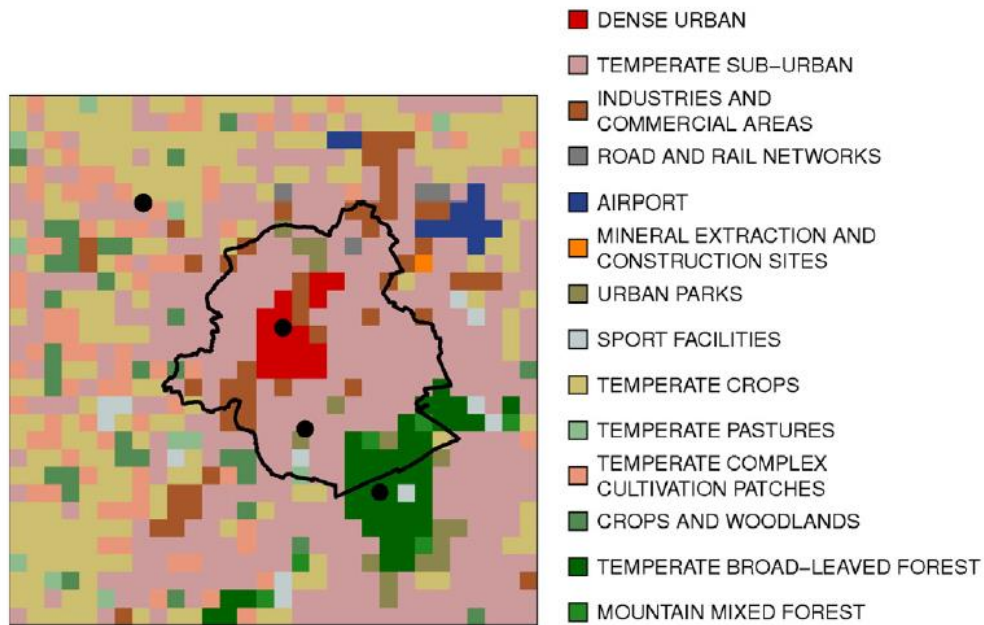 DENSE URBAN
TEMPERATE SUB−URBAN
INDUSTRIES AND
COMMERCIAL AREAS
ROAD AND RAIL NETWORKS
AIRPORT
MINERAL EXTRACTION AND
CONSTRUCTION SITES
URBAN PARKS
SPORT FACILITIES
TEMPERATE CROPS
TEMPERATE PASTURES
TEMPERATE COMPLEX
CULTIVATION PATCHES
CROPS AND WOODLANDS
TEMPERATE BROAD−LEAVED FOREST
MOUNTAIN MIXED FOREST